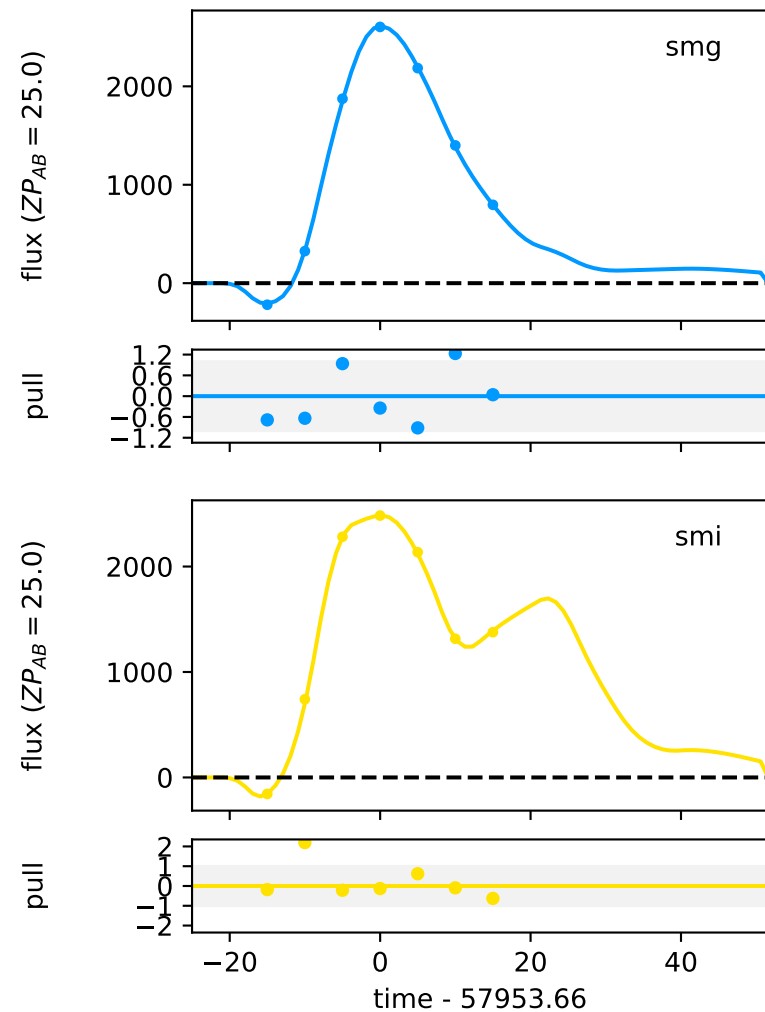 smg
flux (ZP_AB = 25.0)
2000
1000
0
pull
1.2
0.6
0.0
−0.6
−1.2
smi
flux (ZP_AB = 25.0)
2000
1000
0
pull
2
1
0
−1
−2
−20 0 20 40
time - 57953.66